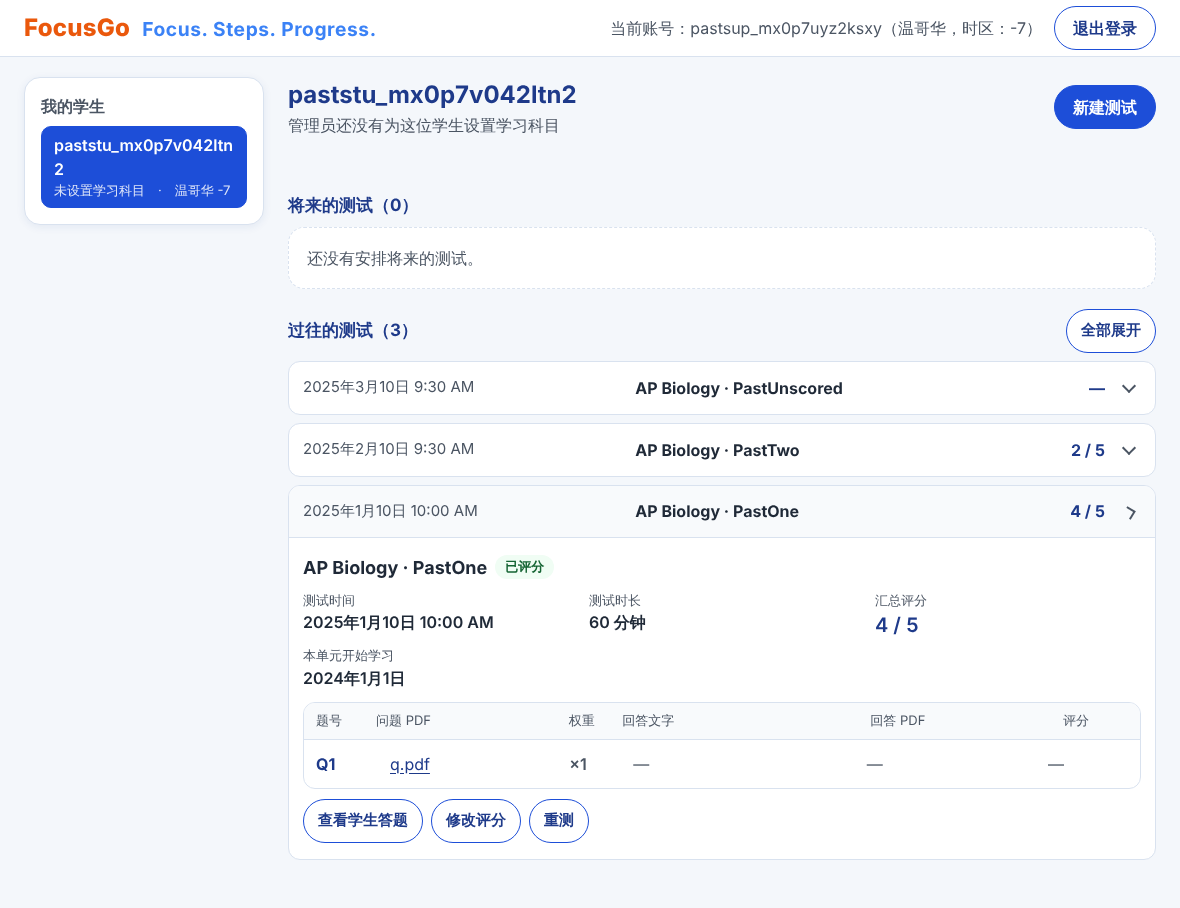 FocusGo Focus. Steps. Progress.
当前账号：pastsup_mx0p7uyz2ksxy（温哥华，时区：-7） 退出登录
我的学生
paststu_mx0p7v042ltn
2
未设置学习科目 · 温哥华 -7
paststu_mx0p7v042ltn2
管理员还没有为这位学生设置学习科目
新建测试
将来的测试（0）
还没有安排将来的测试。
过往的测试（3） 全部展开
2025年3月10日 9:30 AM AP Biology · PastUnscored —
2025年2月10日 9:30 AM AP Biology · PastTwo 2 / 5
2025年1月10日 10:00 AM AP Biology · PastOne 4 / 5
AP Biology · PastOne 已评分
测试时间 测试时长 汇总评分
2025年1月10日 10:00 AM 60 分钟 4 / 5
本单元开始学习
2024年1月1日
题号 问题 PDF 权重 回答文字 回答 PDF 评分
Q1 q.pdf ×1 — — —
查看学生答题 修改评分 重测